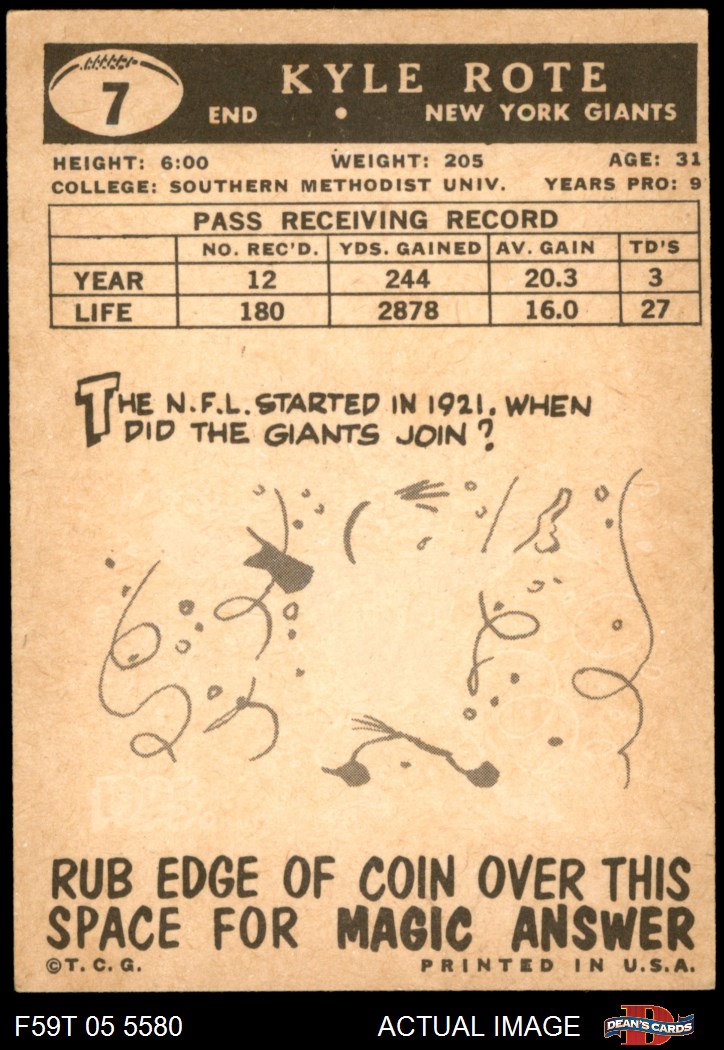 7
KYLE ROTE
END • NEW YORK GIANTS
HEIGHT: 6:00 WEIGHT: 205 AGE: 31
COLLEGE: SOUTHERN METHODIST UNIV. YEARS PRO: 9
PASS RECEIVING RECORD
NO. REC'D. YDS. GAINED AV. GAIN TD'S
YEAR 12 244 20.3 3
LIFE 180 2878 16.0 27
THE N.F.L. STARTED IN 1921. WHEN
DID THE GIANTS JOIN?
RUB EDGE OF COIN OVER THIS
SPACE FOR MAGIC ANSWER
©T.C.G. PRINTED IN U.S.A.
F59T 05 5580 ACTUAL IMAGE D DEAN'S CARDS